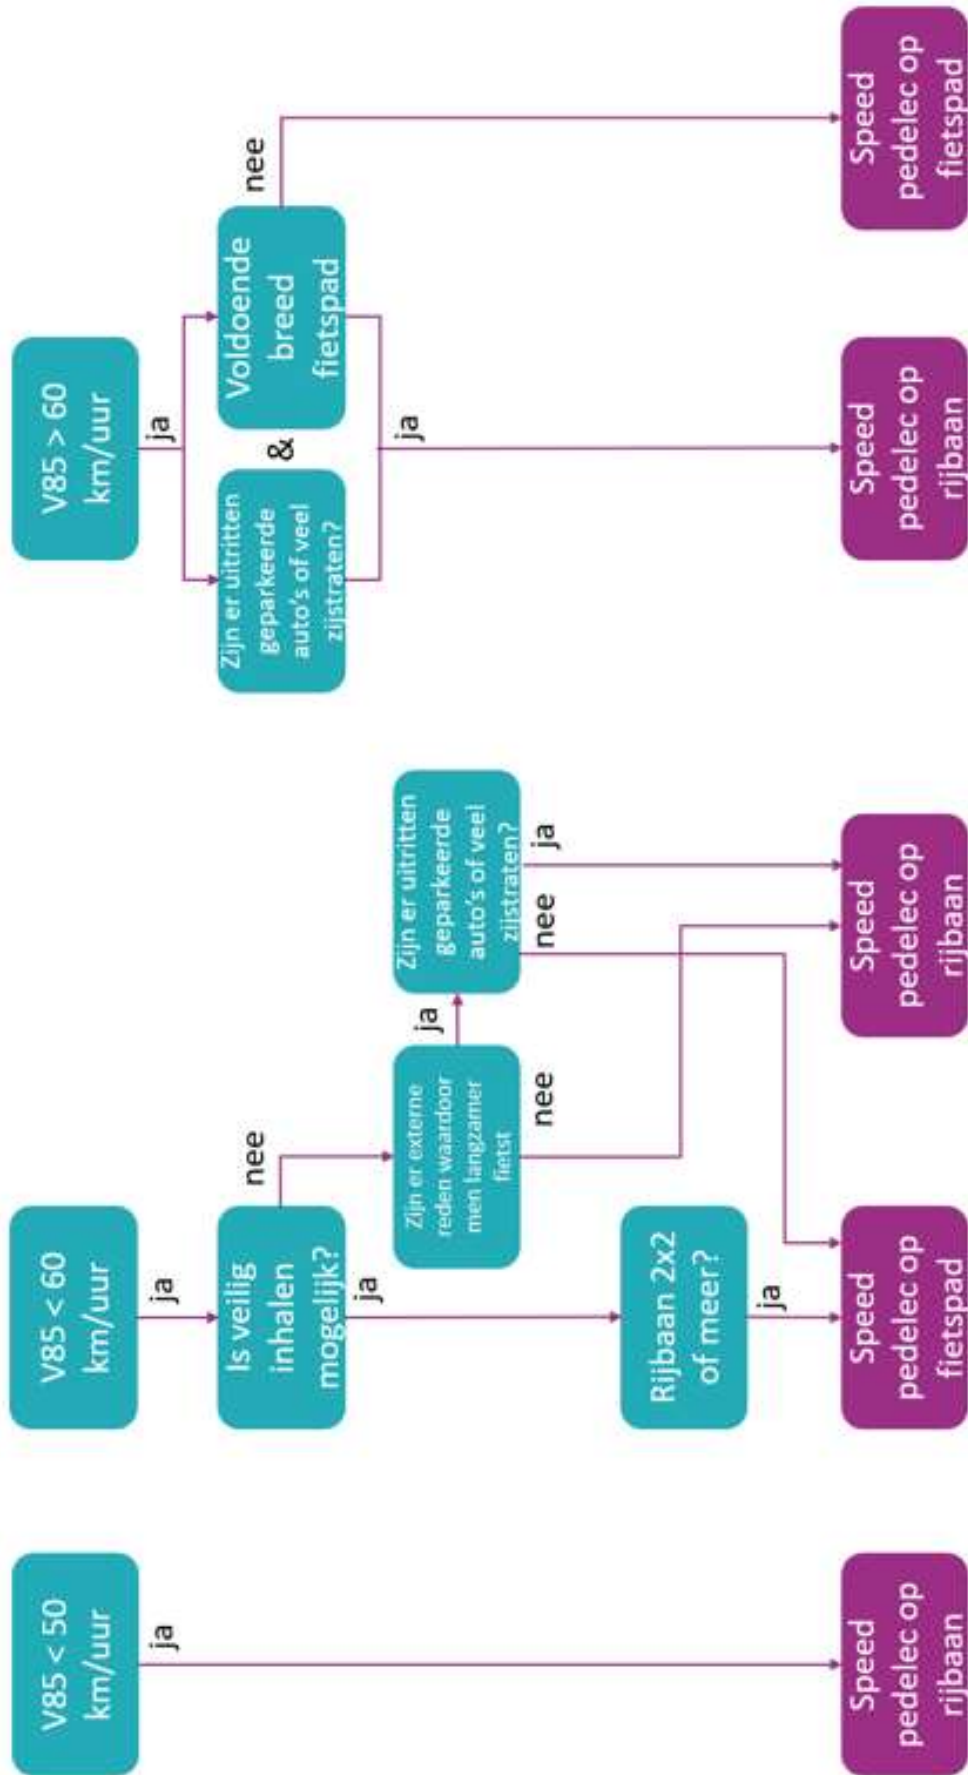 V85 < 50
km/uur
ja
Speed
pedelec op
rijbaan
V85 < 60
km/uur
ja
Is veilig
inhalen
mogelijk?
nee
ja
Zijn er externe
reden waardoor
men langzamer
fietst
ja
nee
Zijn er uitritten
geparkeerde
auto's of veel
zijstraten?
nee
ja
Rijbaan 2x2
of meer?
ja
Speed
pedelec op
fietspad
Speed
pedelec op
rijbaan
V85 > 60
km/uur
ja
Zijn er uitritten
geparkeerde
auto's of veel
zijstraten?
&
Voldoende
breed
fietspad
nee
ja
Speed
pedelec op
rijbaan
Speed
pedelec op
fietspad